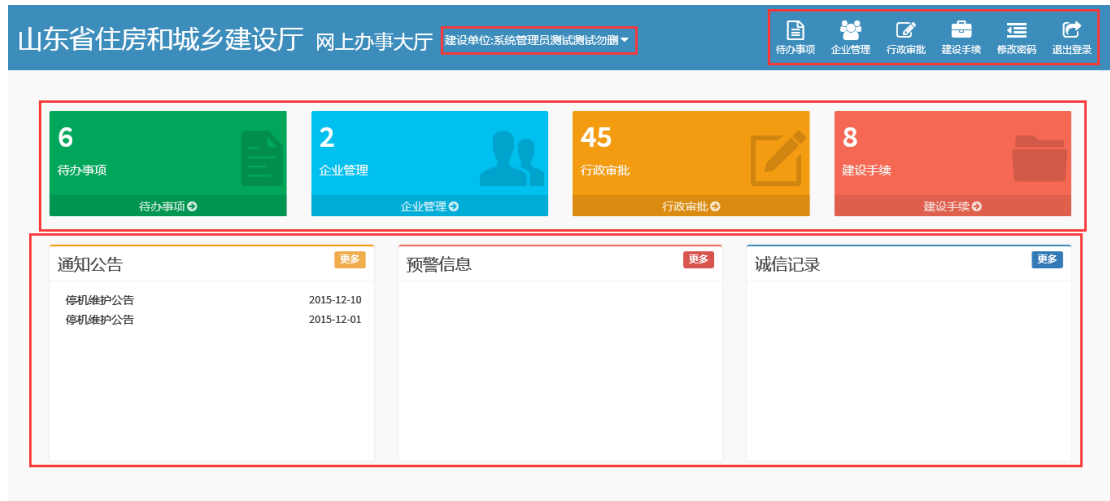 山东省住房和城乡建设厅 网上办事大厅 建设单位:系统管理员测试测试勿删
待办事项 企业管理 行政审批 建设手续 修改密码 退出登录
6
待办事项
待办事项
2
企业管理
企业管理
45
行政审批
行政审批
8
建设手续
建设手续
通知公告 更多
停机维护公告 2015-12-10
停机维护公告 2015-12-01
预警信息 更多
诚信记录 更多